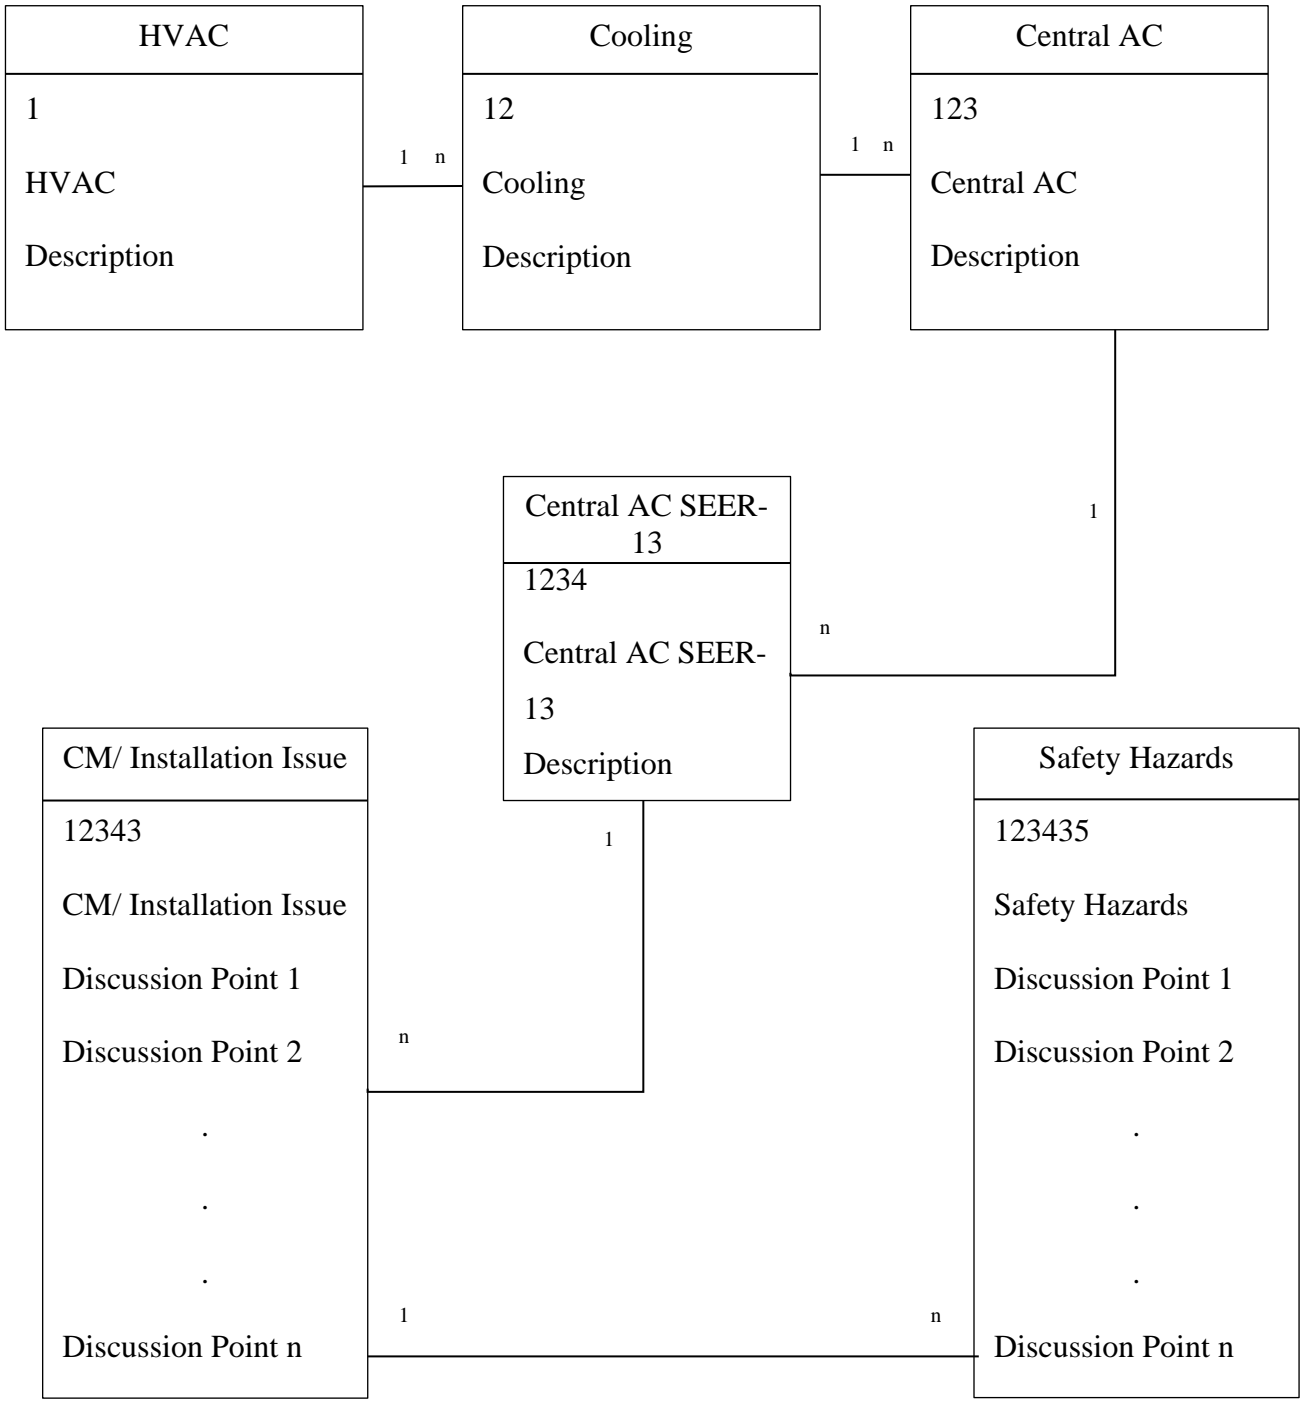 HVAC
1
HVAC
Description
1 n
Cooling
12
Cooling
Description
1 n
Central AC
123
Central AC
Description
1
n
Central AC SEER-
13
1234
Central AC SEER-
13
Description
1
n
CM/ Installation Issue
12343
CM/ Installation Issue
Discussion Point 1
Discussion Point 2
.
.
.
Discussion Point n
1
n
Safety Hazards
123435
Safety Hazards
Discussion Point 1
Discussion Point 2
.
.
.
Discussion Point n